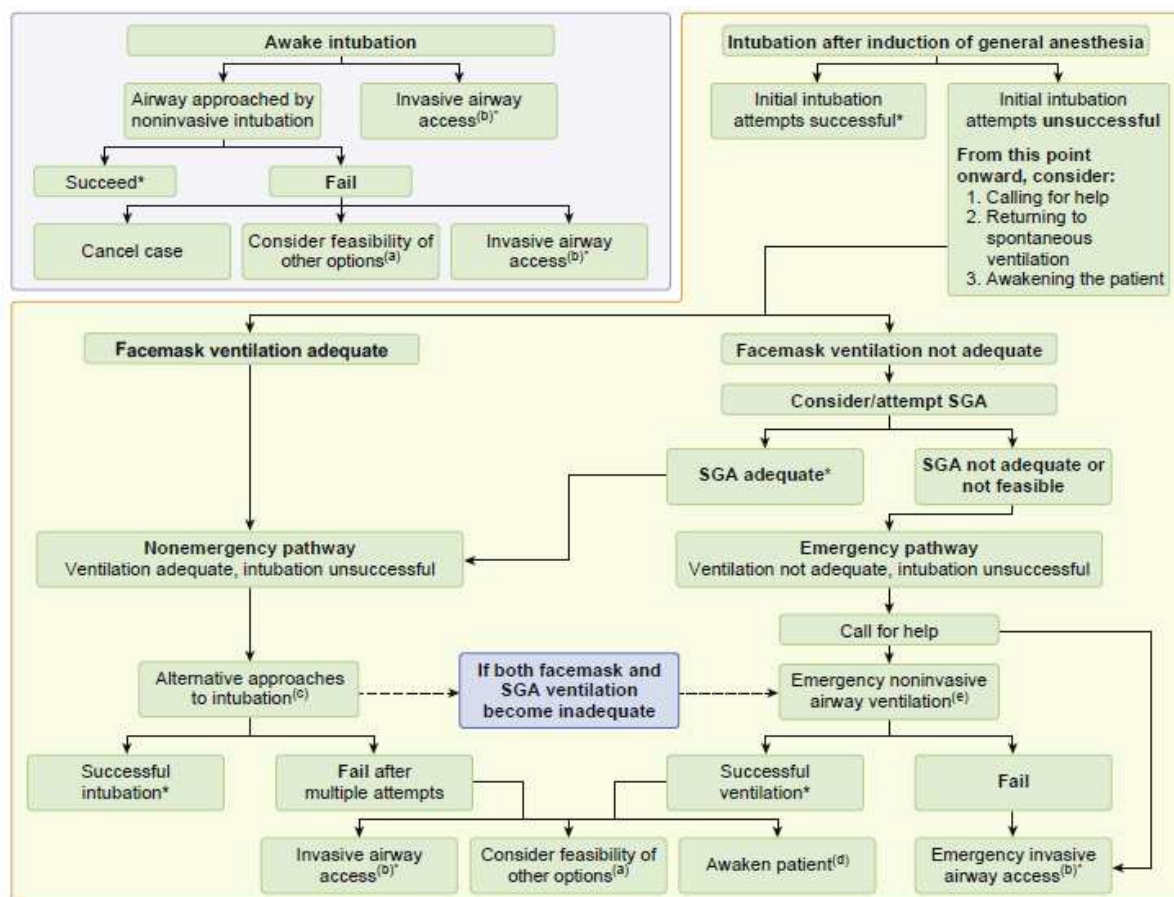 Awake intubation
Airway approached by
noninvasive intubation
Invasive airway
access(b)*
Succeed*
Fail
Cancel case
Consider feasibility of
other options(a)
Invasive airway
access(b)*
Intubation after induction of general anesthesia
Initial intubation
attempts successful*
Initial intubation
attempts unsuccessful
From this point
onward, consider:
1. Calling for help
2. Returning to
spontaneous
ventilation
3. Awakening the patient
Facemask ventilation adequate
Facemask ventilation not adequate
Consider/attempt SGA
SGA adequate*
SGA not adequate or
not feasible
Nonemergency pathway
Ventilation adequate, intubation unsuccessful
Emergency pathway
Ventilation not adequate, intubation unsuccessful
Call for help
Alternative approaches
to intubation(c)
If both facemask and
SGA ventilation
become inadequate
Emergency noninvasive
airway ventilation(e)
Successful
intubation*
Fail after
multiple attempts
Successful
ventilation*
Fail
Invasive airway
access(b)*
Consider feasibility of
other options(a)
Awaken patient(d)
Emergency invasive
airway access(b)*